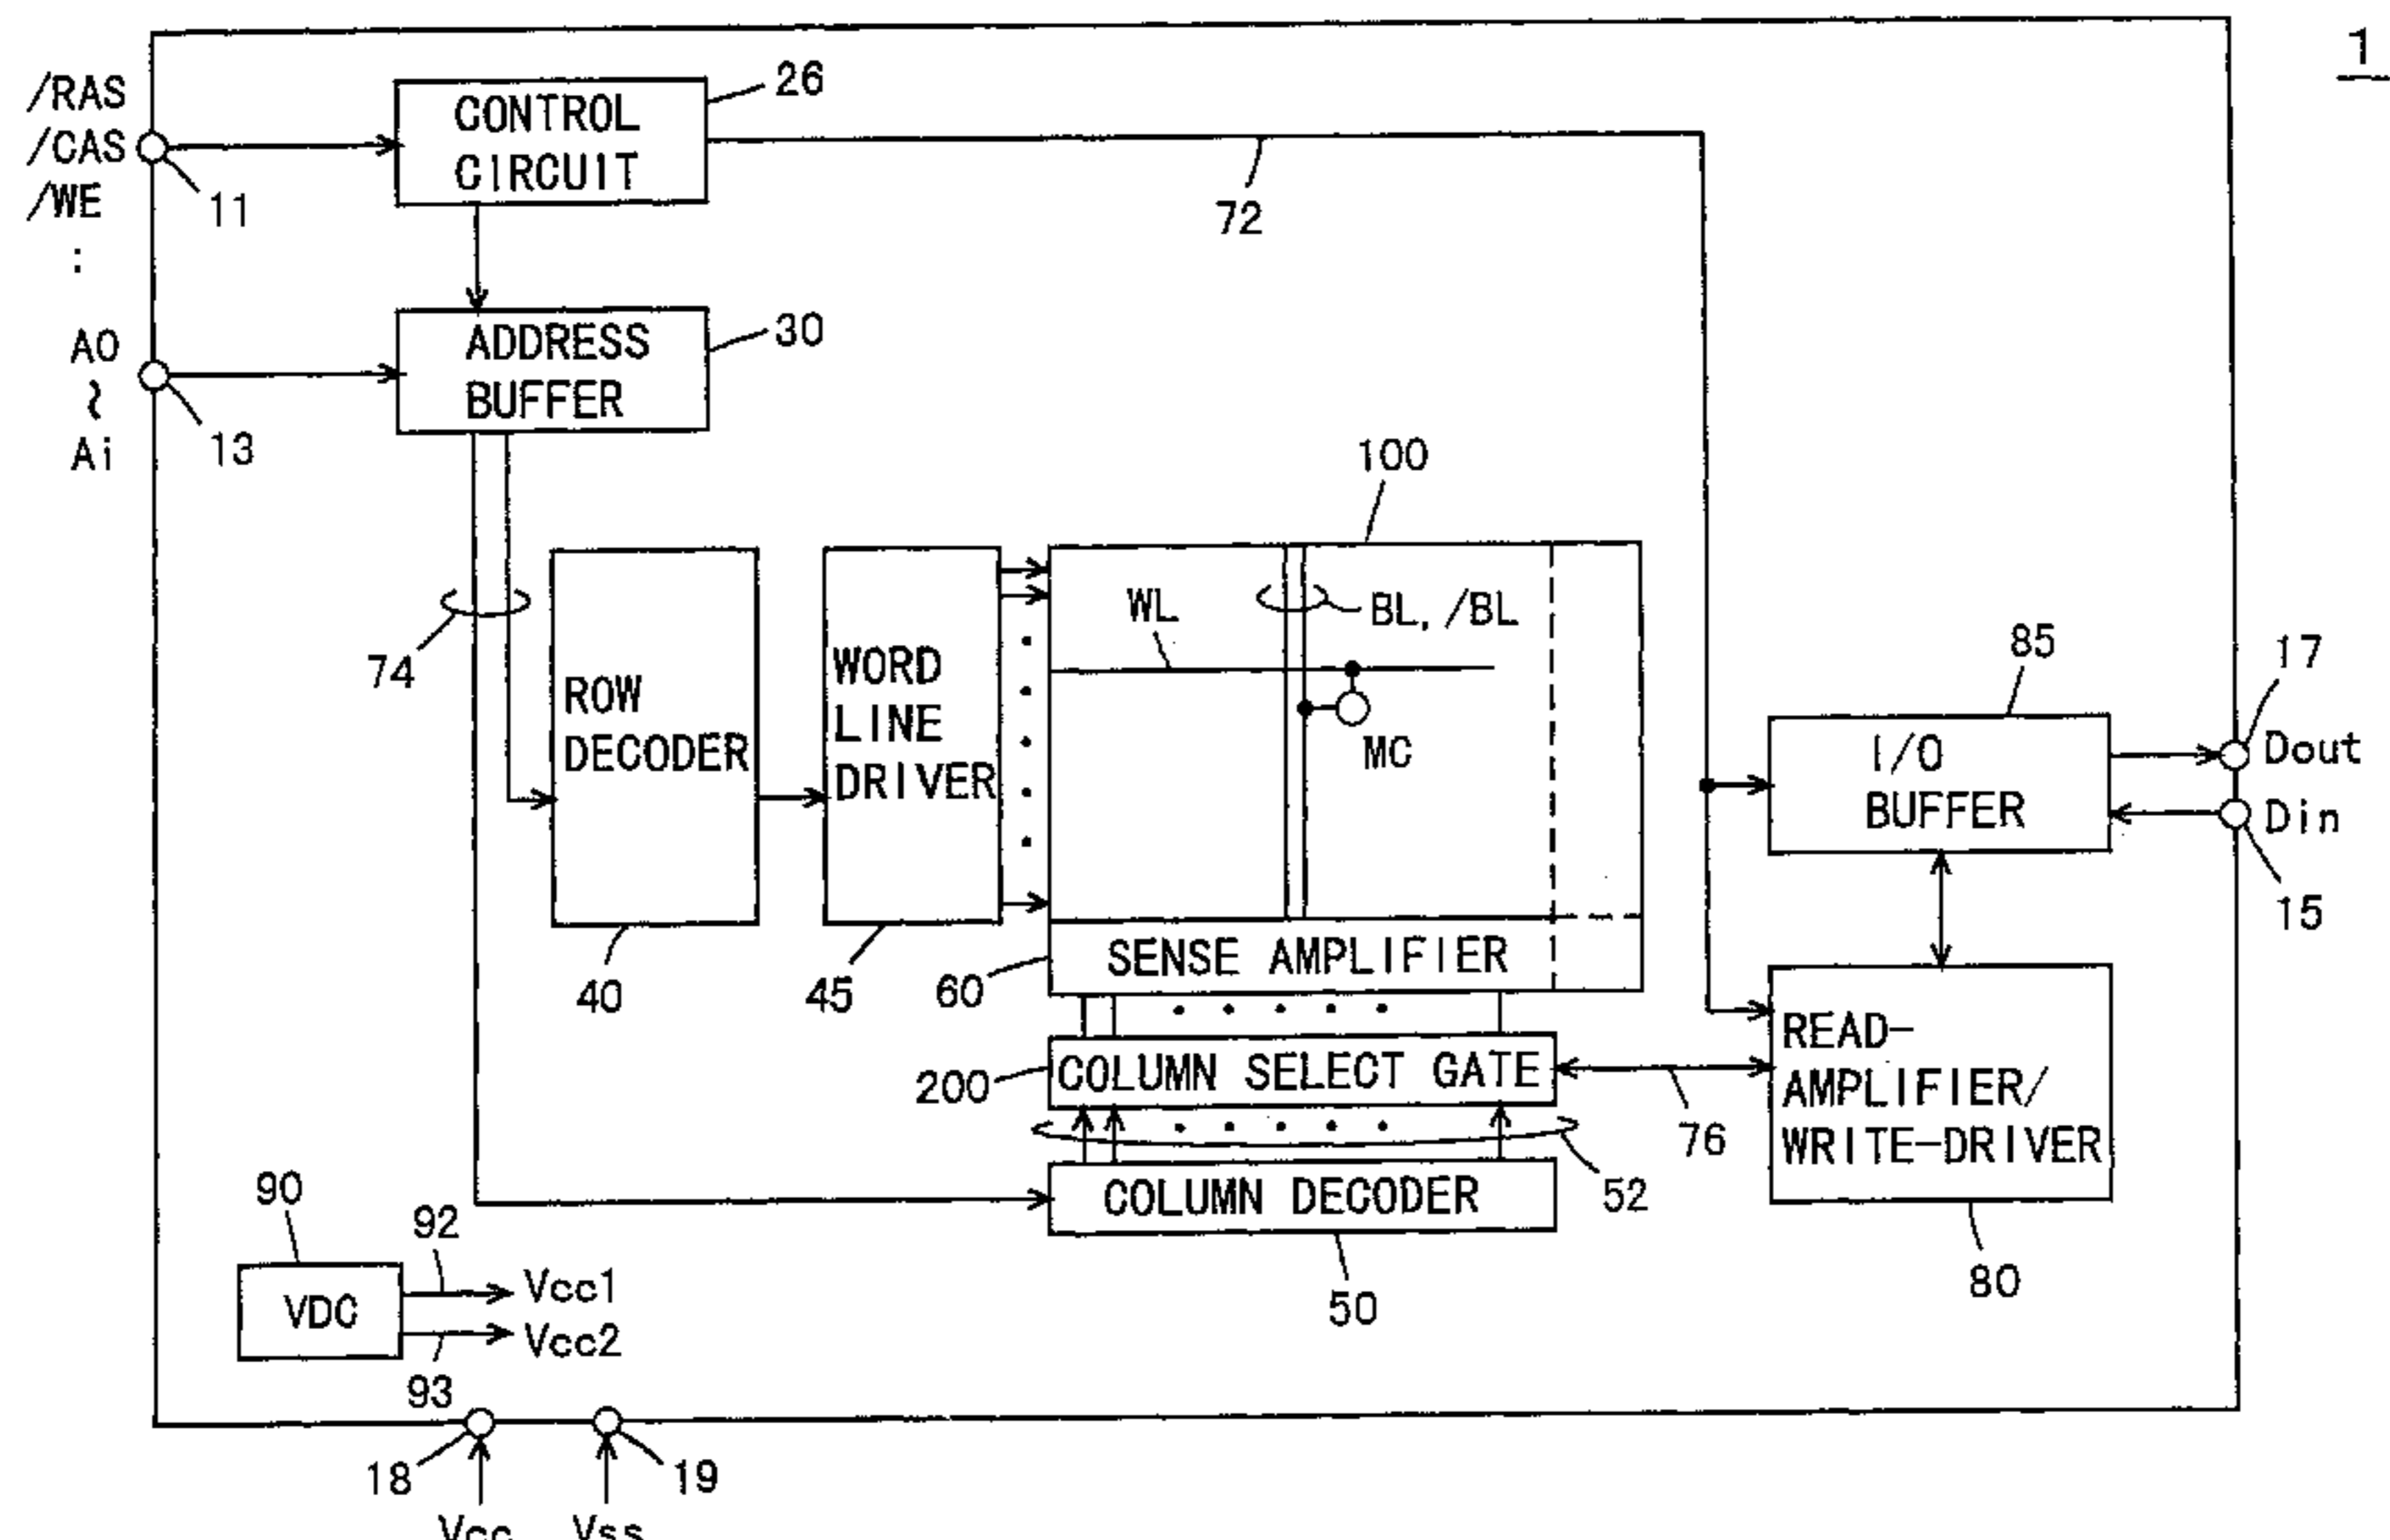 1
/RAS
/CAS
/WE
:
11
CONTROL
CIRCUIT
26
72
A0
~
Ai
13
ADDRESS
BUFFER
30
74
ROW
DECODER
40
WORD
LINE
DRIVER
45
100
WL
BL, /BL
MC
SENSE AMPLIFIER
60
COLUMN SELECT GATE
200
76
52
COLUMN DECODER
50
85
I/O
BUFFER
17
Dout
Din
15
READ-
AMPLIFIER/
WRITE-DRIVER
80
90
VDC
92
Vcc1
Vcc2
93
18
19
Vcc
Vss